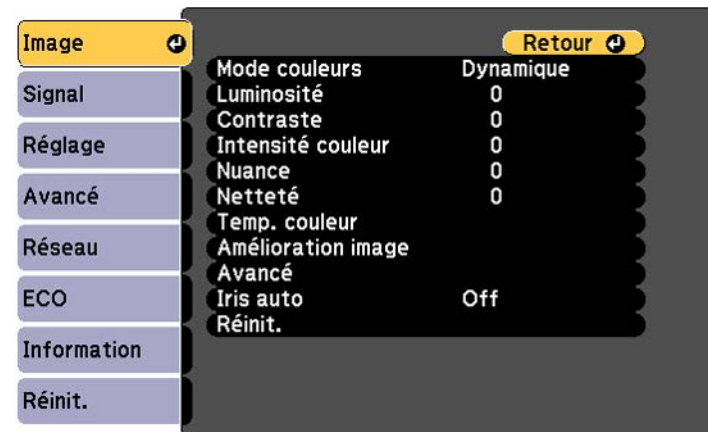 Image
Signal
Réglage
Avancé
Réseau
ECO
Information
Réinit.
Retour
Mode couleurs Dynamique
Luminosité 0
Contraste 0
Intensité couleur 0
Nuance 0
Netteté 0
Temp. couleur
Amélioration image
Avancé
Iris auto Off
Réinit.